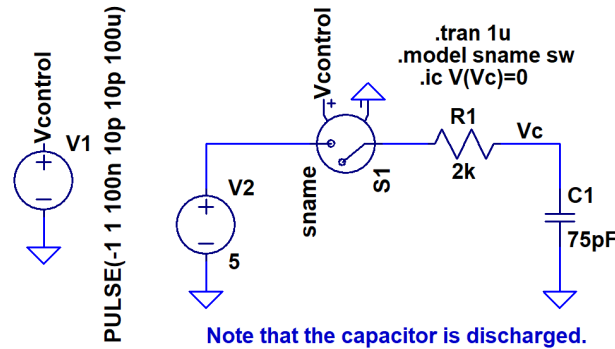 .tran 1u
.model sname sw
.ic V(Vc)=0
Vcontrol
V1
PULSE(-1 1 100n 10p 10p 100u)
Vcontrol
sname
S1
V2
5
R1
2k
Vc
C1
75pF
Note that the capacitor is discharged.